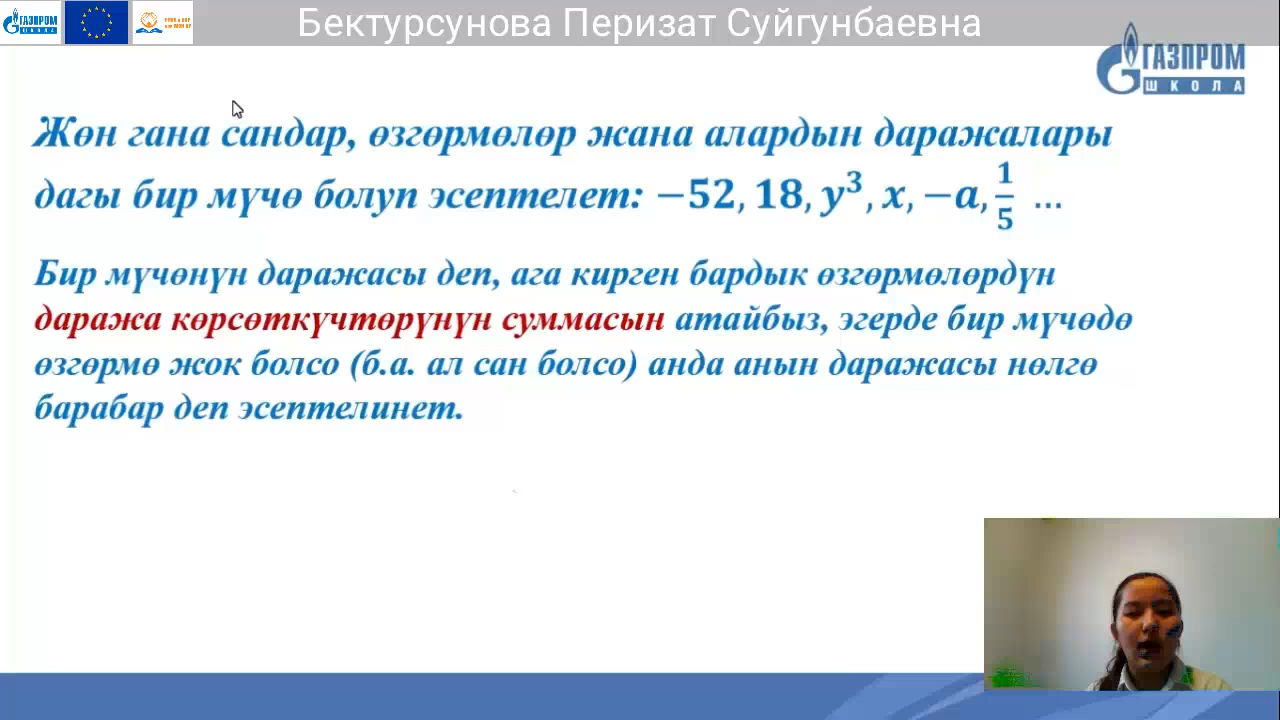 Бектурсунова Перизат Суйгунбаевна
ГАЗПРОМ
ШКОЛА
ГАЗПРОМ
ШКОЛА
Жөн гана сандар, өзгөрмөлөр жана алардын даражалары
дагы бир мүчө болуп эсептелет: −52, 18, y³, x, −a, 1/5 ...
Бир мүчөнүн даражасы деп, ага кирген бардык өзгөрмөлөрдүн
даража көрсөткүчтөрүнүн суммасын атайбыз, эгерде бир мүчөдө
өзгөрмө жок болсо (б.а. ал сан болсо) анда анын даражасы нөлгө
барабар деп эсептелинет.